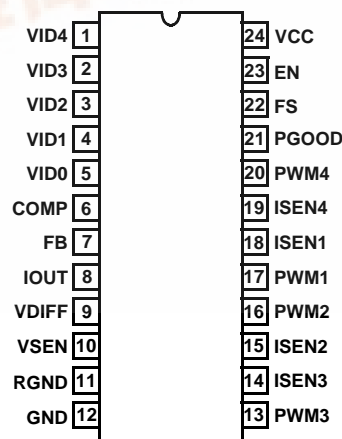 VID4 1 24 VCC
VID3 2 23 EN
VID2 3 22 FS
VID1 4 21 PGOOD
VID0 5 20 PWM4
COMP 6 19 ISEN4
FB 7 18 ISEN1
IOUT 8 17 PWM1
VDIFF 9 16 PWM2
VSEN 10 15 ISEN2
RGND 11 14 ISEN3
GND 12 13 PWM3